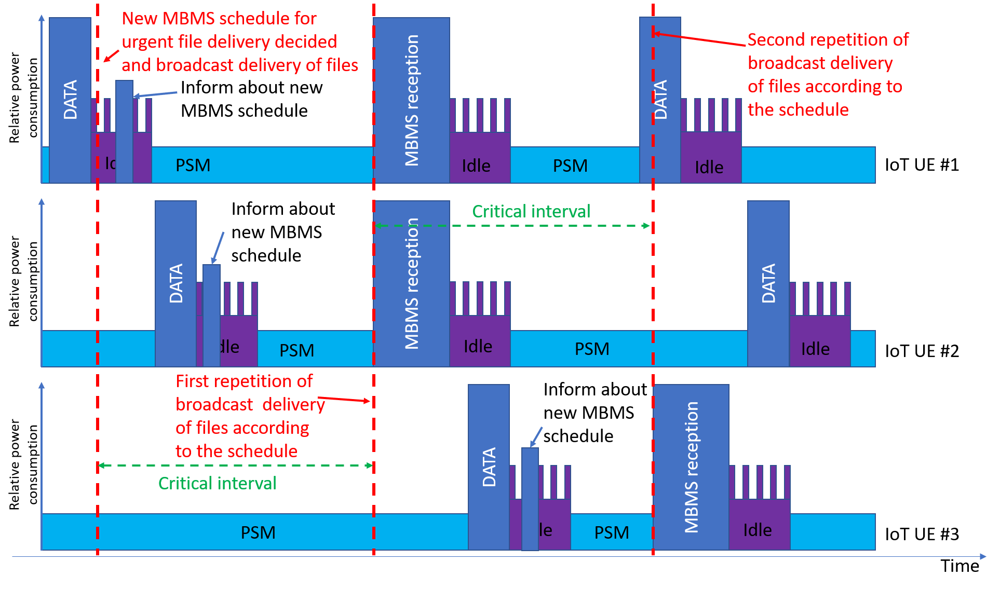 New MBMS schedule for
urgent file delivery decided
and broadcast delivery of files
Inform about new
MBMS schedule
Second repetition of
broadcast delivery
of files according to
the schedule
Relative power
consumption
DATA
Id
PSM
MBMS reception
Idle
PSM
DATA
Idle
IoT UE #1
Inform about
new MBMS
schedule
Critical interval
Relative power
consumption
DATA
dle
PSM
MBMS reception
Idle
PSM
DATA
Idle
IoT UE #2
First repetition of
broadcast delivery
of files according
to the schedule
Critical interval
Inform about
new MBMS
schedule
Relative power
consumption
PSM
DATA
le
PSM
MBMS reception
Idle
IoT UE #3
Time